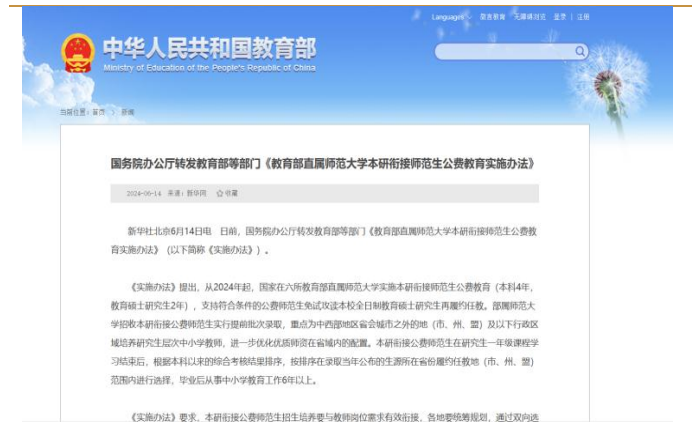 Languages 微言教育 无障碍浏览 登录 | 注册
中华人民共和国教育部
Ministry of Education of the People's Republic of China
当前位置：首页 > 新闻
国务院办公厅转发教育部等部门《教育部直属师范大学本研衔接师范生公费教育实施办法》
2024-06-14 来源：新华网 收藏
新华社北京6月14日电 日前，国务院办公厅转发教育部等部门《教育部直属师范大学本研衔接师范生公费教
育实施办法》（以下简称《实施办法》）。
《实施办法》提出，从2024年起，国家在六所教育部直属师范大学实施本研衔接师范生公费教育（本科4年，
教育硕士研究生2年），支持符合条件的公费师范生免试攻读本校全日制教育硕士研究生再履约任教。部属师范大
学招收本研衔接公费师范生实行提前批次录取，重点为中西部地区省会城市之外的地（市、州、盟）及以下行政区
域培养研究生层次中小学教师，进一步优化优质师资在省域内的配置。本研衔接公费师范生在研究生一年级课程学
习结束后，根据本科以来的综合考核结果排序，按排序在录取当年公布的生源所在省份履约任教地（市、州、盟）
范围内进行选择，毕业后从事中小学教育工作6年以上。
《实施办法》要求，本研衔接公费师范生招生培养要与教师岗位需求有效衔接，各地要统筹规划，通过双向选